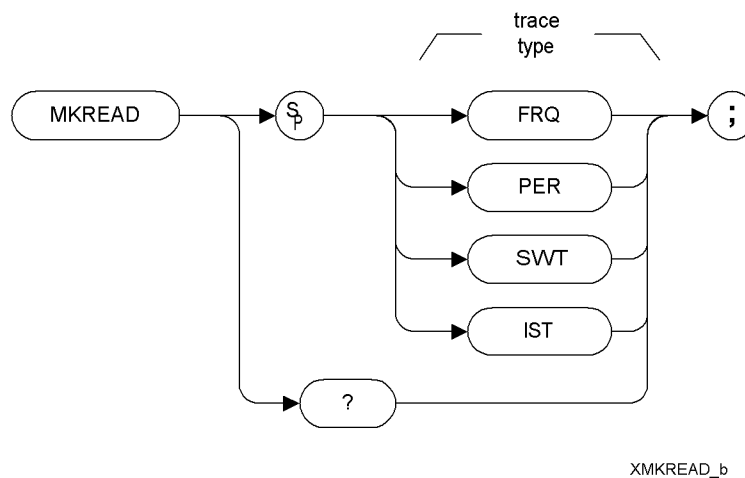 trace
type
MKREAD
SP
FRQ
;
PER
SWT
IST
?
XMKREAD_b